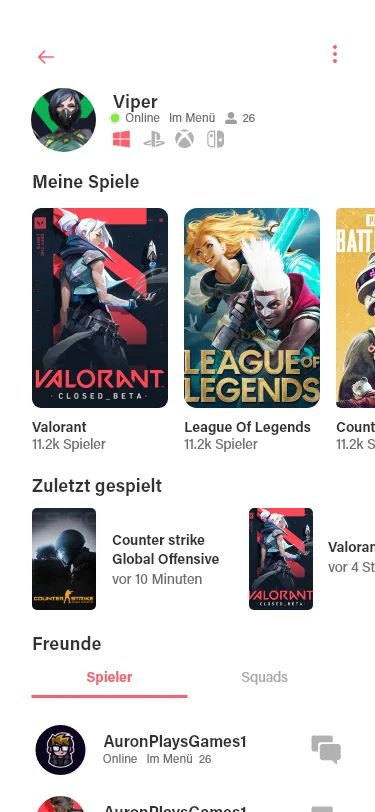 Viper
Online Im Menü 26
Meine Spiele
VALORANT
CLOSED_BETA
LEAGUE OF
LEGENDS
BATT
Valorant
11.2k Spieler
League Of Legends
11.2k Spieler
Count
11.2k S
Zuletzt gespielt
COUNTER STRIKE
Counter strike
Global Offensive
vor 10 Minuten
VALORANT
CLOSED_BETA
Valoran
vor 4 St
Freunde
Spieler Squads
AuronPlaysGames1
Online Im Menü 26